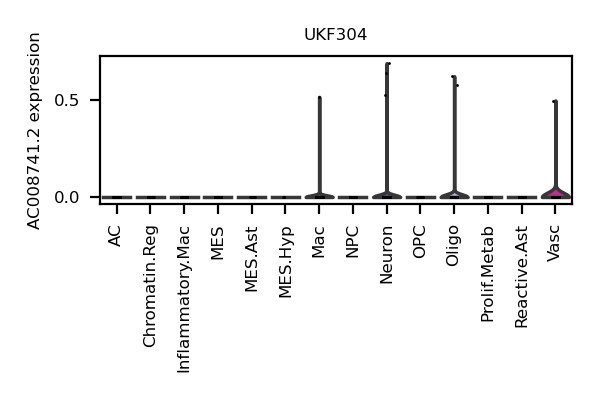 UKF304
AC008741.2 expression
0.5
0.0
AC
Chromatin.Reg
Inflammatory.Mac
MES
MES.Ast
MES.Hyp
Mac
NPC
Neuron
OPC
Oligo
Prolif.Metab
Reactive.Ast
Vasc